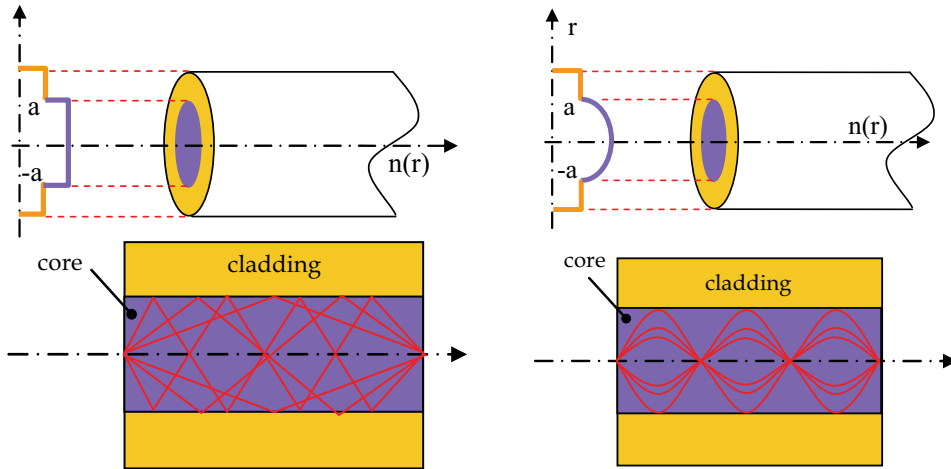 a
-a
n(r)
core
cladding
r
a
-a
n(r)
core
cladding